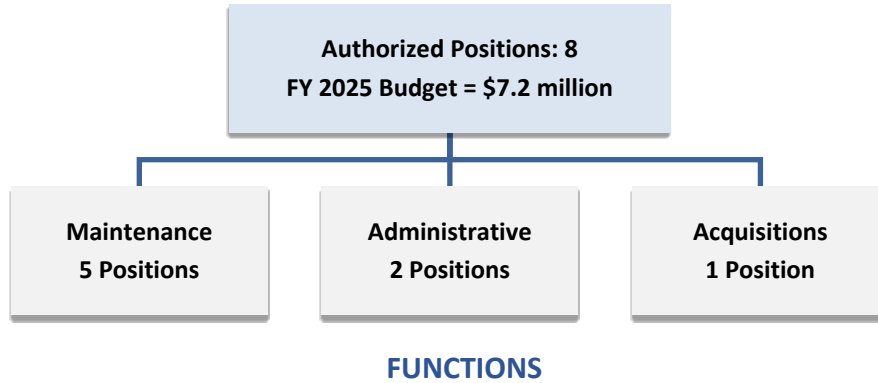 Authorized Positions: 8
FY 2025 Budget = $7.2 million
Maintenance
5 Positions
Administrative
2 Positions
Acquisitions
1 Position
FUNCTIONS